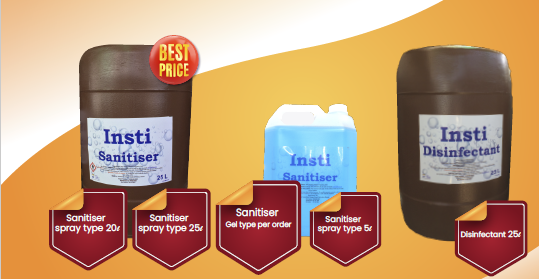 BEST
PRICE
Insti
Sanitiser
25 L
Insti
Sanitiser
Insti
Disinfectant
25 L
Sanitiser
spray type 20ℓ
Sanitiser
spray type 25ℓ
Sanitiser
Gel type per order
Sanitiser
spray type 5ℓ
Disinfectant 25ℓ